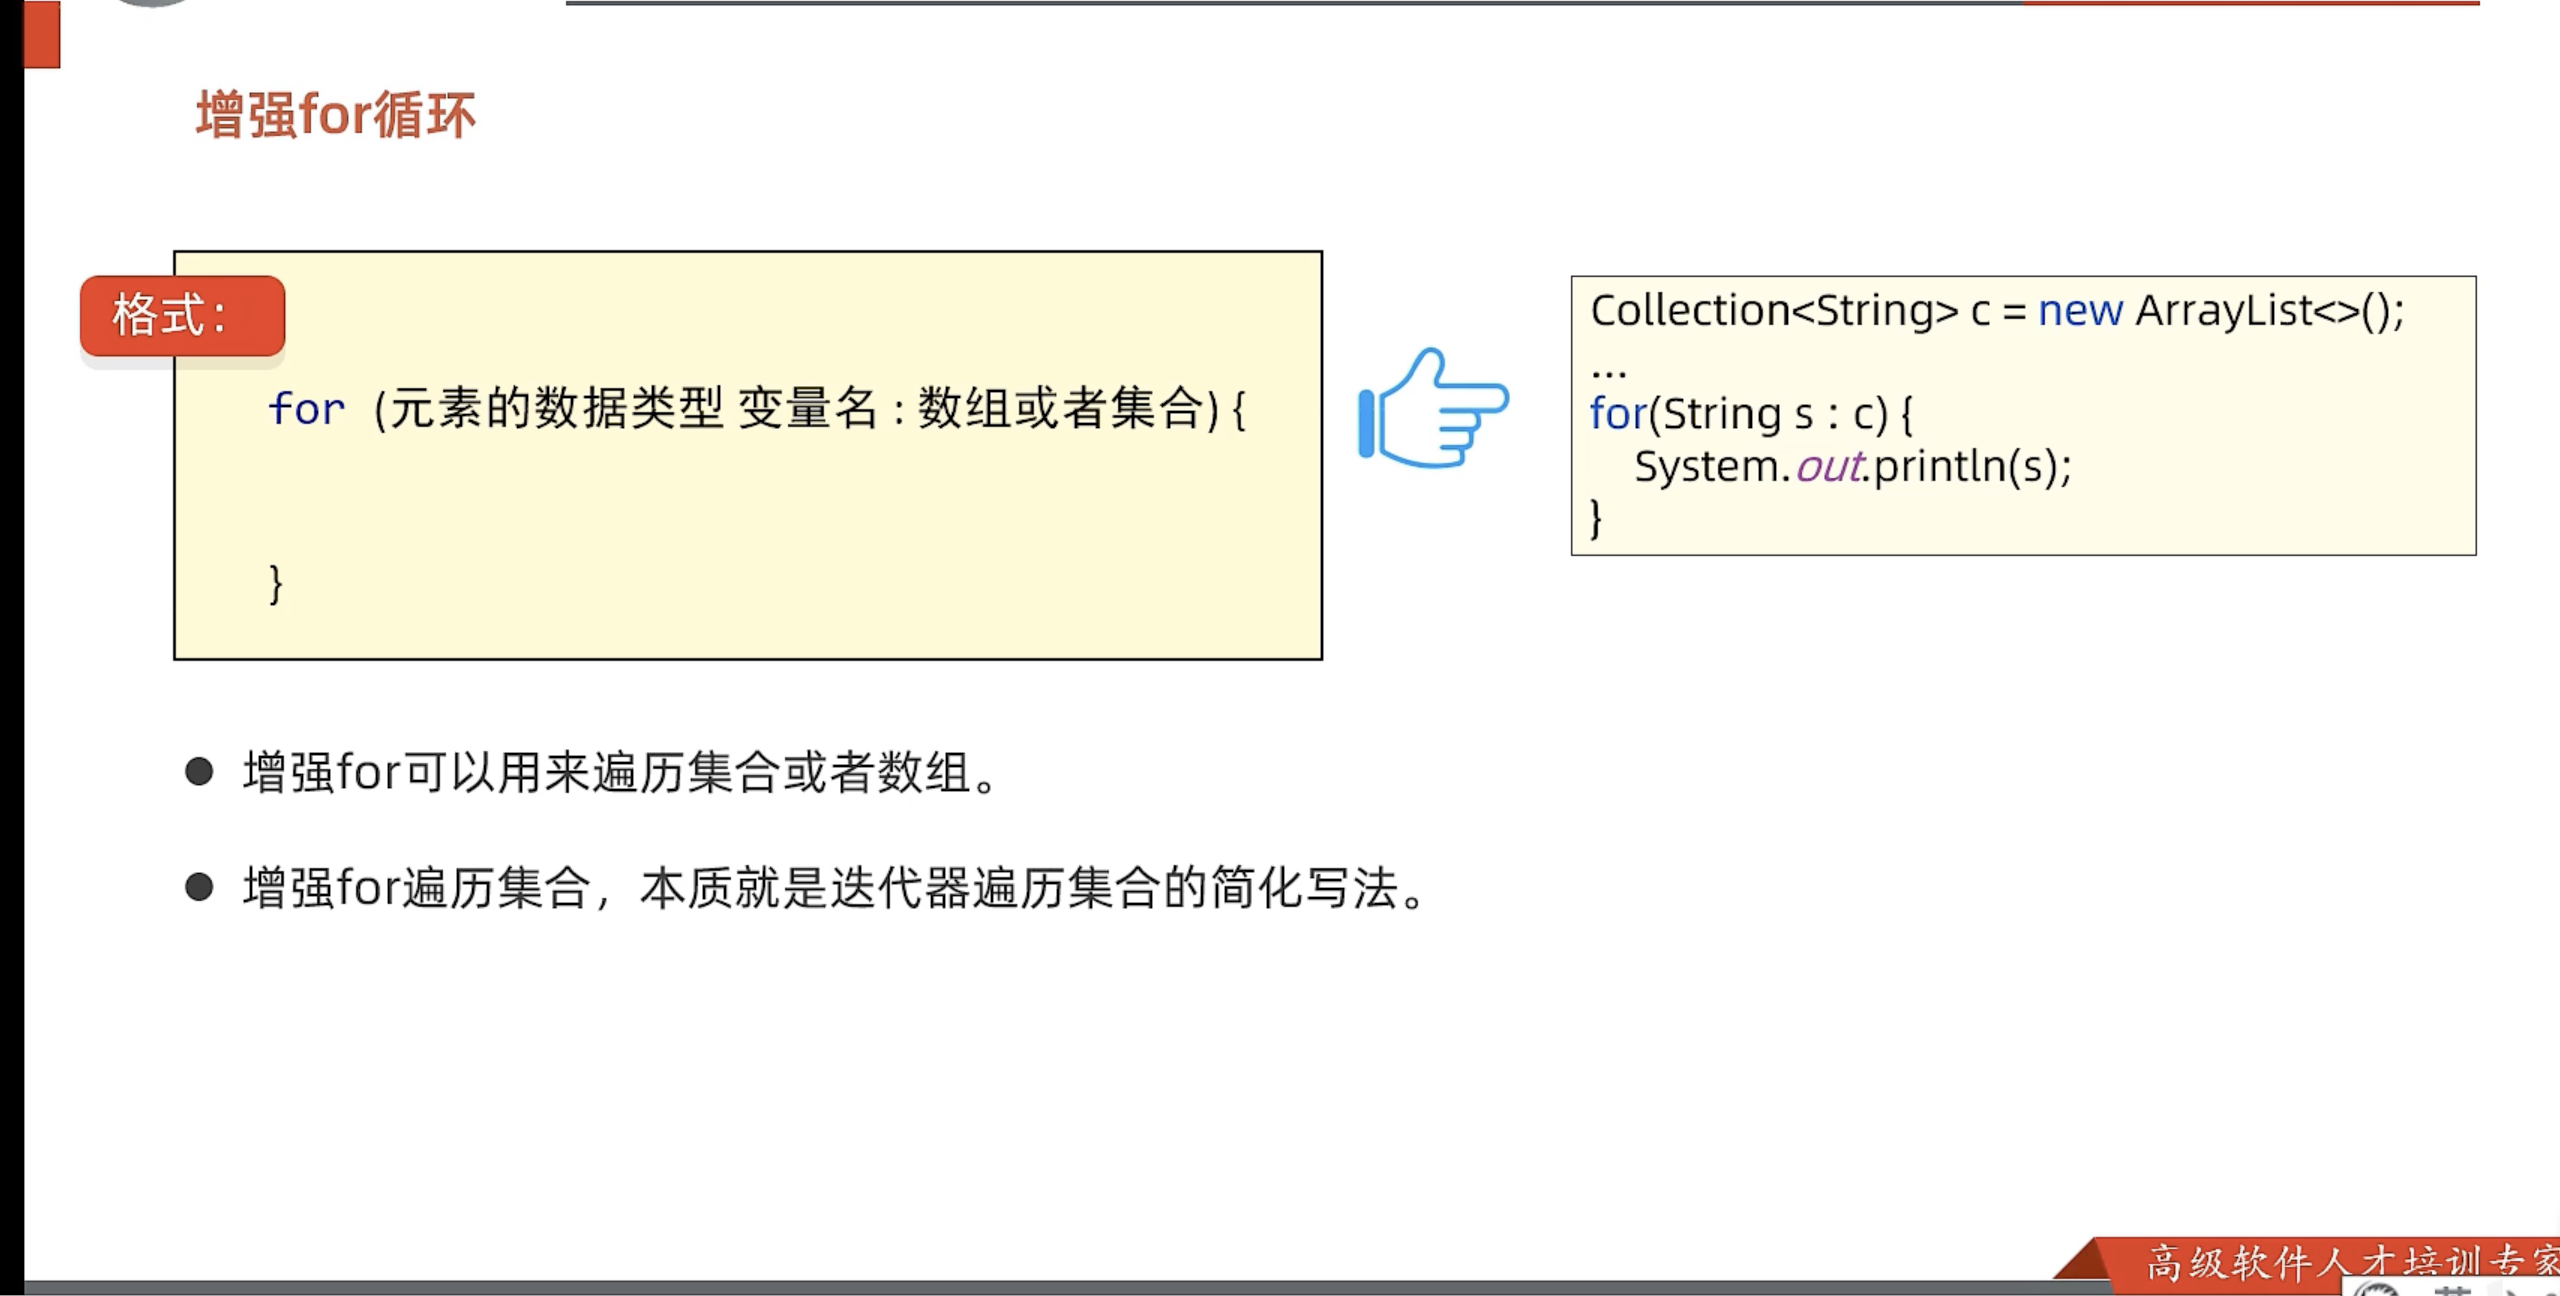 增强for循环
格式：
for (元素的数据类型 变量名 : 数组或者集合) {
}
Collection<String> c = new ArrayList<>();
...
for(String s : c) {
System.out.println(s);
}
增强for可以用来遍历集合或者数组。
增强for遍历集合，本质就是迭代器遍历集合的简化写法。
高级软件人才培训专家